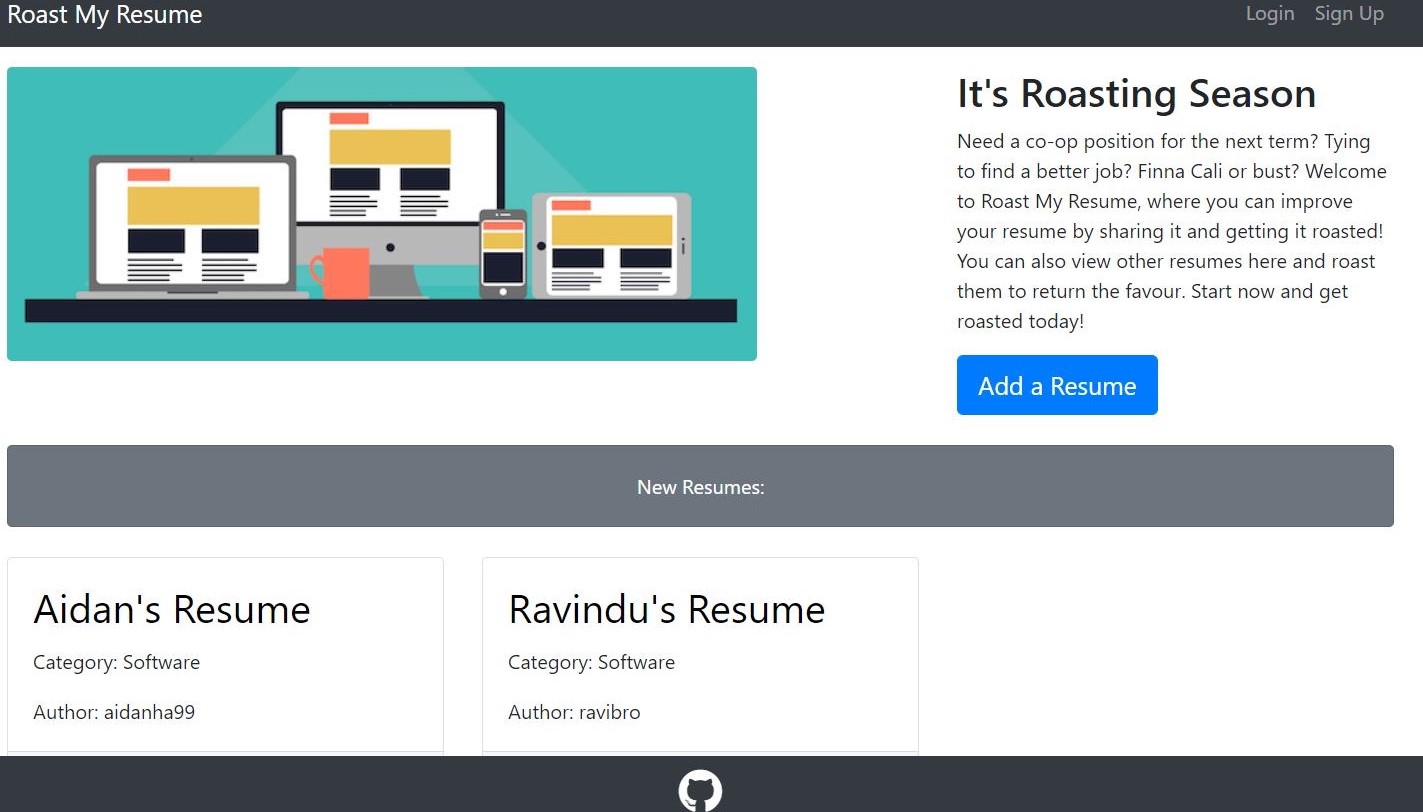 Roast My Resume
Login Sign Up
It's Roasting Season
Need a co-op position for the next term? Tying
to find a better job? Finna Cali or bust? Welcome
to Roast My Resume, where you can improve
your resume by sharing it and getting it roasted!
You can also view other resumes here and roast
them to return the favour. Start now and get
roasted today!
Add a Resume
New Resumes:
Aidan's Resume
Category: Software
Author: aidanha99
Ravindu's Resume
Category: Software
Author: ravibro